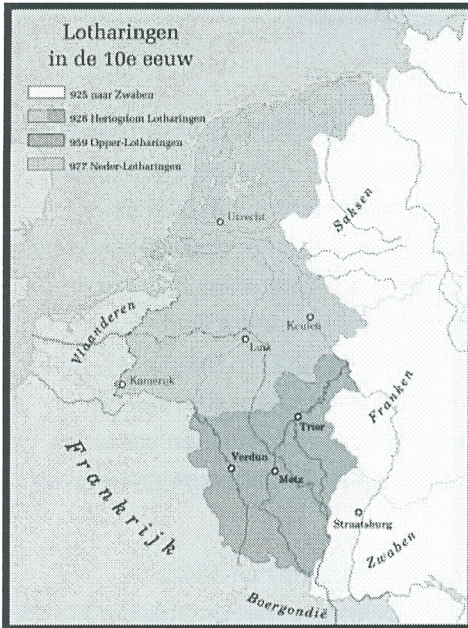 Lotharingen
in de 10e eeuw
925 naar Zwaben
928 Hertogdom Lotharingen
959 Opper-Lotharingen
977 Neder-Lotharingen
Saksen
Utrecht
Vlaanderen
Keulen
Luik
Kamerijk
Franken
Trier
Frankrijk
Verdun
Metz
Straatsburg
Zwaben
Boergondië